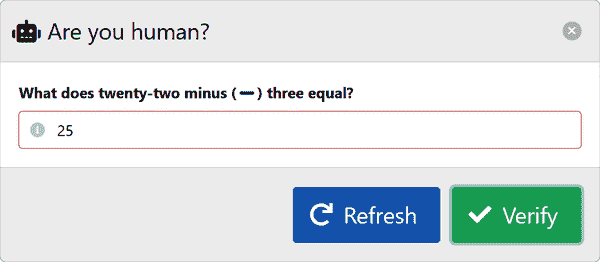 Are you human?
What does twenty-two minus (−) three equal?
25
Refresh
Verify